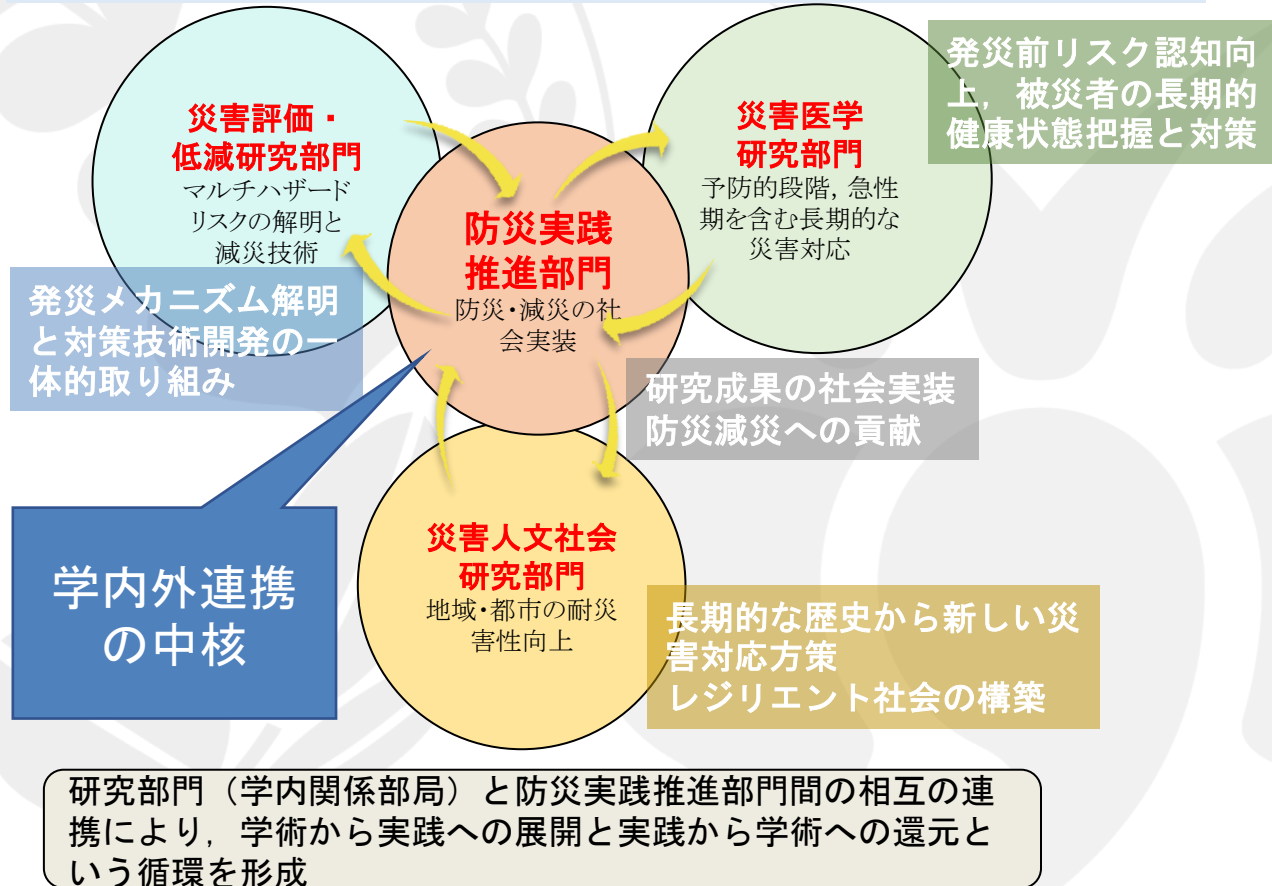 災害評価・
低減研究部門
マルチハザード
リスクの解明と
減災技術
発災メカニズム解明
と対策技術開発の一
体的取り組み
防災実践
推進部門
防災・減災の社
会実装
災害医学
研究部門
予防的段階，急性
期を含む長期的な
災害対応
発災前リスク認知向
上，被災者の長期的
健康状態把握と対策
研究成果の社会実装
防災減災への貢献
学内外連携
の中核
災害人文社会
研究部門
地域・都市の耐災
害性向上
長期的な歴史から新しい災
害対応方策
レジリエント社会の構築
研究部門（学内関係部局）と防災実践推進部門間の相互の連
携により，学術から実践への展開と実践から学術への還元と
いう循環を形成